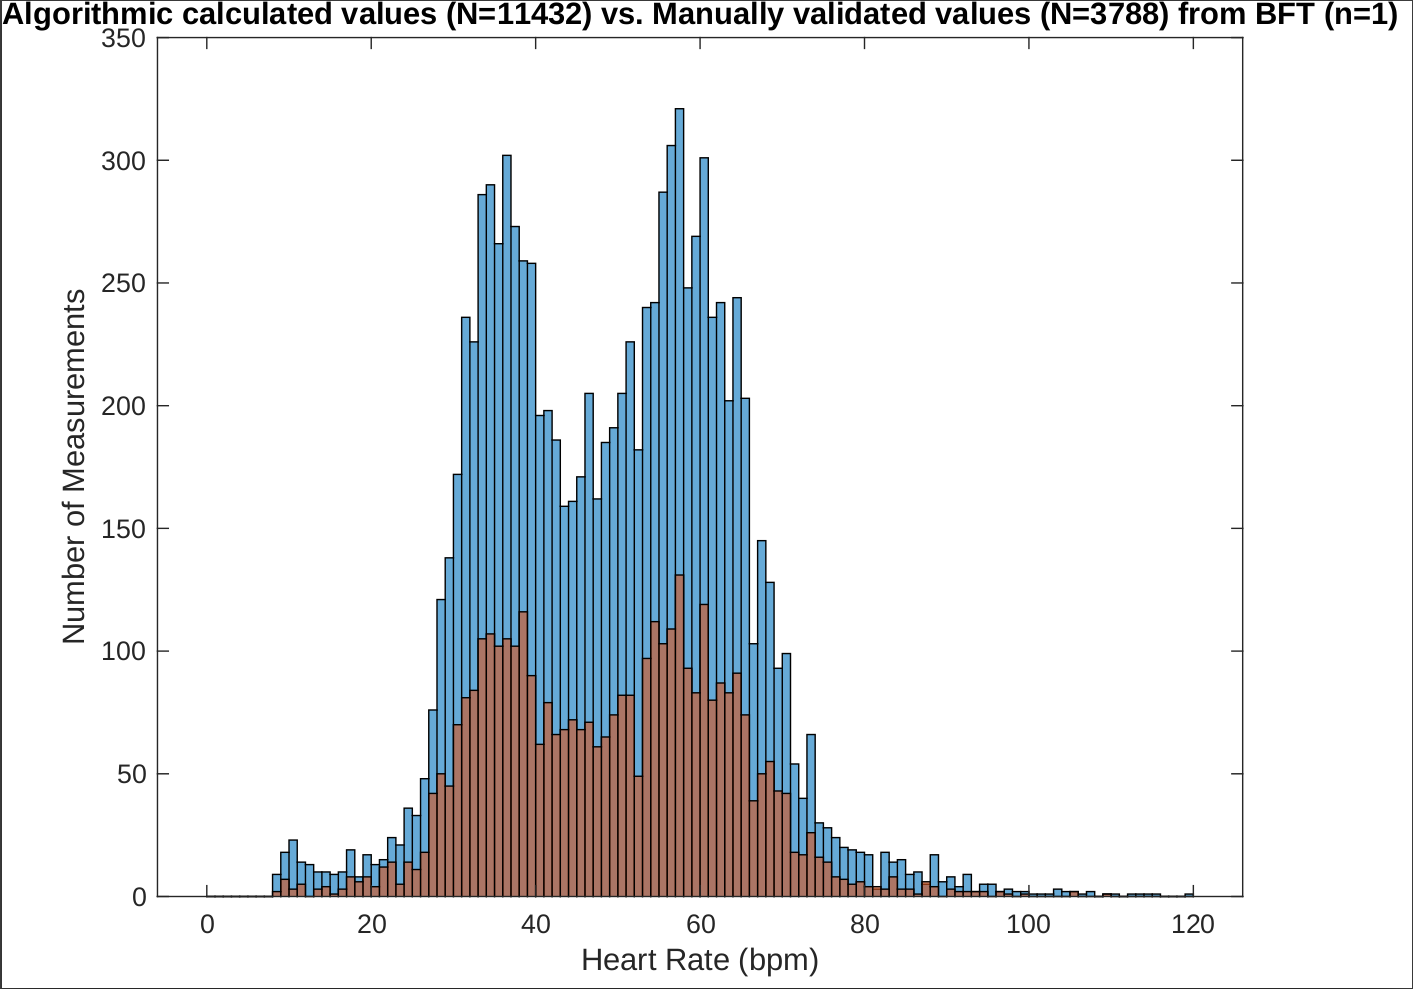 Algorithmic calculated values (N=11432) vs. Manually validated values (N=3788) from BFT (n=1)
350
300
250
200
150
100
50
0
Number of Measurements
0 20 40 60 80 100 120
Heart Rate (bpm)